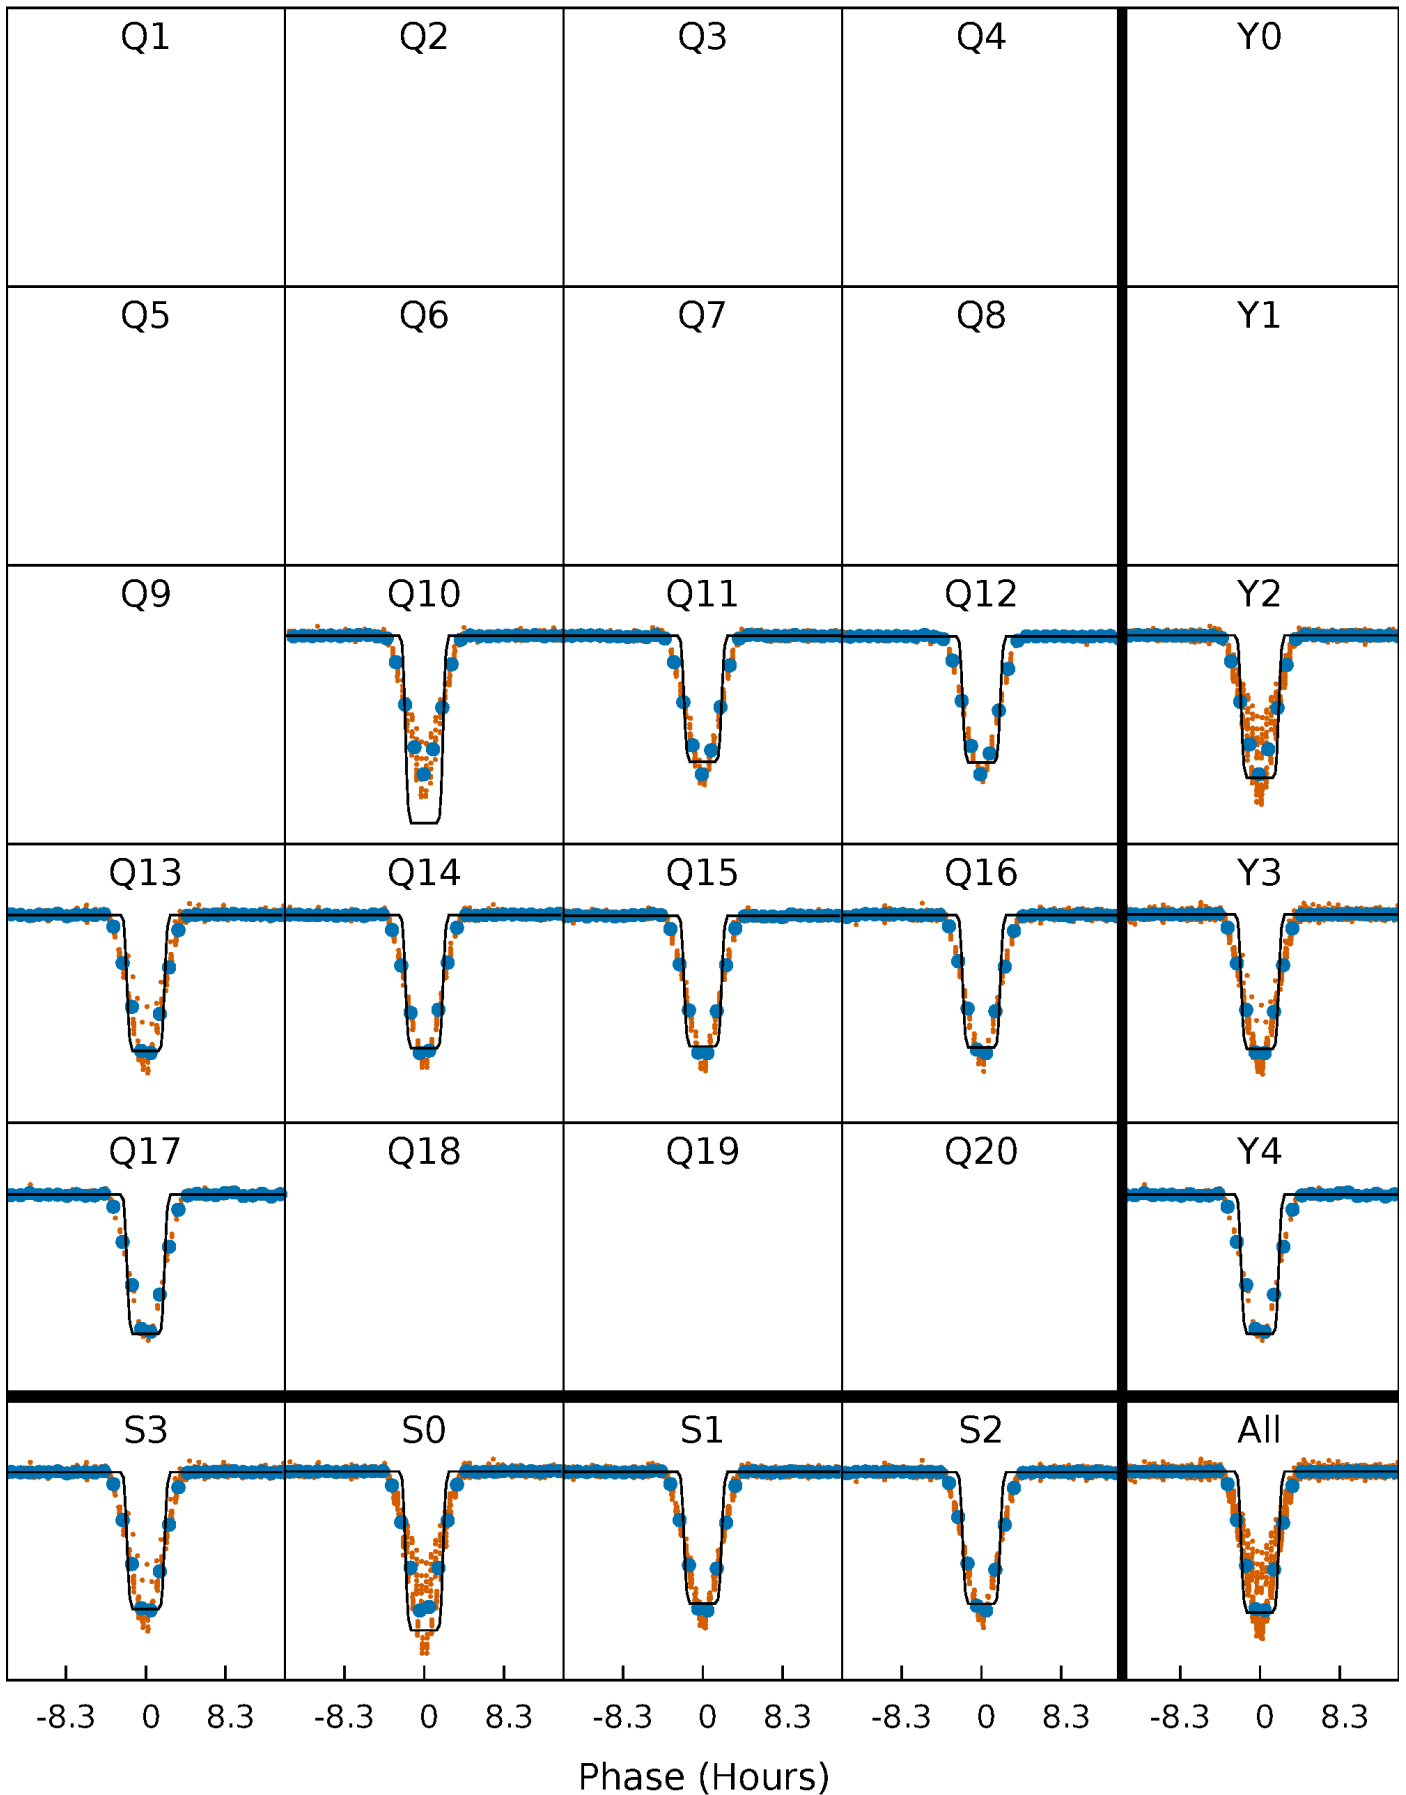 Q1 Q2 Q3 Q4 Y0
Q5 Q6 Q7 Q8 Y1
Q9 Q10 Q11 Q12 Y2
Q13 Q14 Q15 Q16 Y3
Q17 Q18 Q19 Q20 Y4
S3 S0 S1 S2 All
-8.3 0 8.3 -8.3 0 8.3 -8.3 0 8.3 -8.3 0 8.3 -8.3 0 8.3
Phase (Hours)